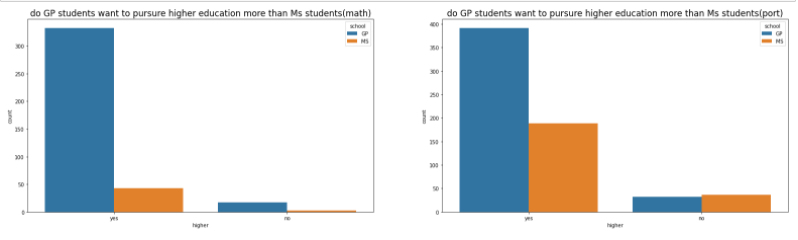 do GP students want to pursure higher education more than Ms students(math)
school
GP
MS
300
250
200
150
100
50
0
count
yes
no
higher
do GP students want to pursure higher education more than Ms students(port)
school
GP
MS
400
350
300
250
200
150
100
50
0
count
yes
no
higher